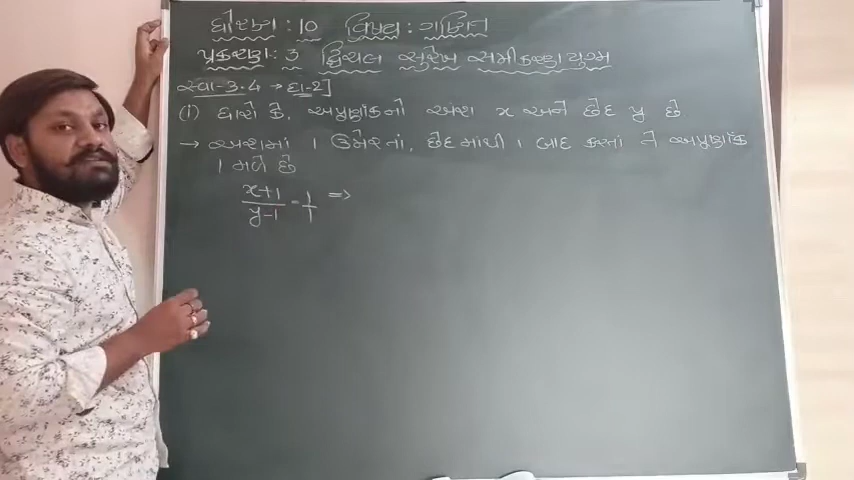 ધોરણ : 10 વિષય : ગણિત
પ્રકરણ : 3 દ્વિચલ સુરેખ સમીકરણયુગ્મ
સ્વા-3.4 → દા-2]
(i) ધારો કે, અપૂર્ણાંકનો અંશ x અને છેદ y છે
→ અંશમાં 1 ઉમેરતાં, છેદમાંથી 1 બાદ કરતાં તે અપૂર્ણાંક
1 મળે છે
x+1/y-1 = 1/1 ⇒